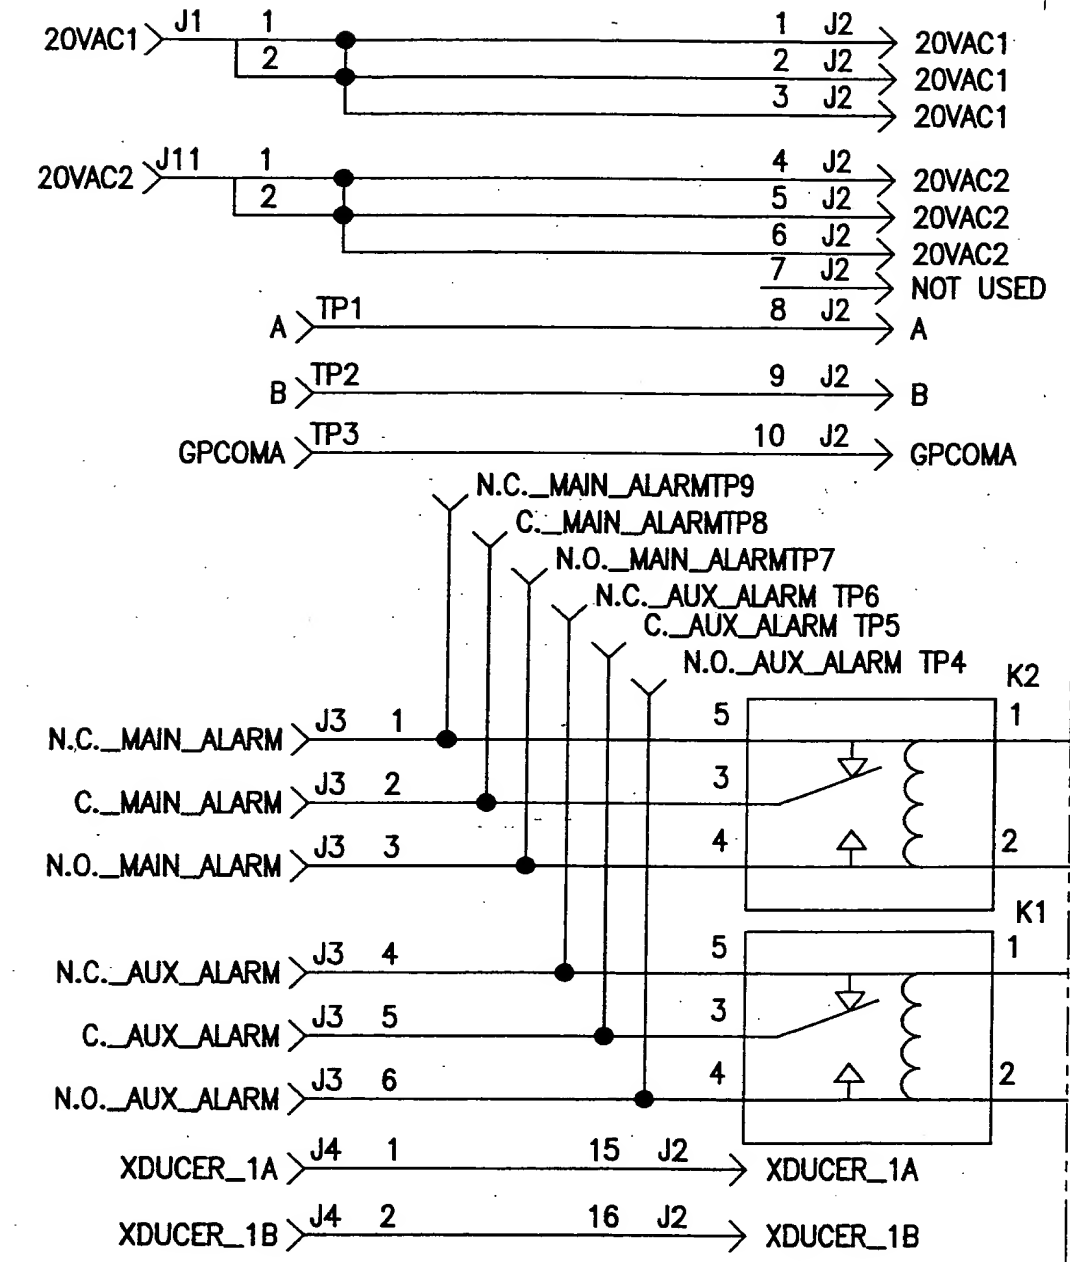 20VAC1 J1 1 1 J2 20VAC1
2 2 J2 20VAC1
3 J2 20VAC1
20VAC2 J11 1 4 J2 20VAC2
2 5 J2 20VAC2
6 J2 20VAC2
7 J2 NOT USED
A TP1 8 J2 A
B TP2 9 J2 B
GPCOMA TP3 10 J2 GPCOMA
N.C._MAIN_ALARMTP9
C._MAIN_ALARMTP8
N.O._MAIN_ALARMTP7
N.C._AUX_ALARM TP6
C._AUX_ALARM TP5
N.O._AUX_ALARM TP4
K2
N.C._MAIN_ALARM J3 1 5 1
C._MAIN_ALARM J3 2 3
N.O._MAIN_ALARM J3 3 4 2
K1
N.C._AUX_ALARM J3 4 5 1
C._AUX_ALARM J3 5 3
N.O._AUX_ALARM J3 6 4 2
XDUCER_1A J4 1 15 J2 XDUCER_1A
XDUCER_1B J4 2 16 J2 XDUCER_1B